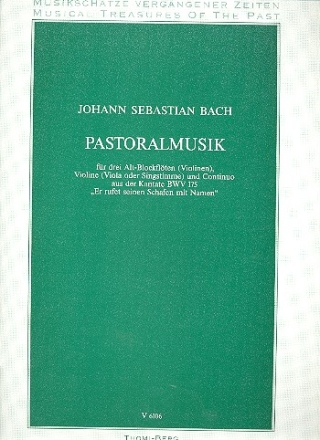 MUSIKSCHÄTZE VERGANGENER ZEITEN
MUSICAL TREASURES OF THE PAST
JOHANN SEBASTIAN BACH
PASTORALMUSIK
für drei Alt-Blockflöten (Violinen),
Violine (Viola oder Singstimme) und Continuo
aus der Kantate BWV 175
„Er rufet seinen Schafen mit Namen“
V 6106
THOMI-BERG